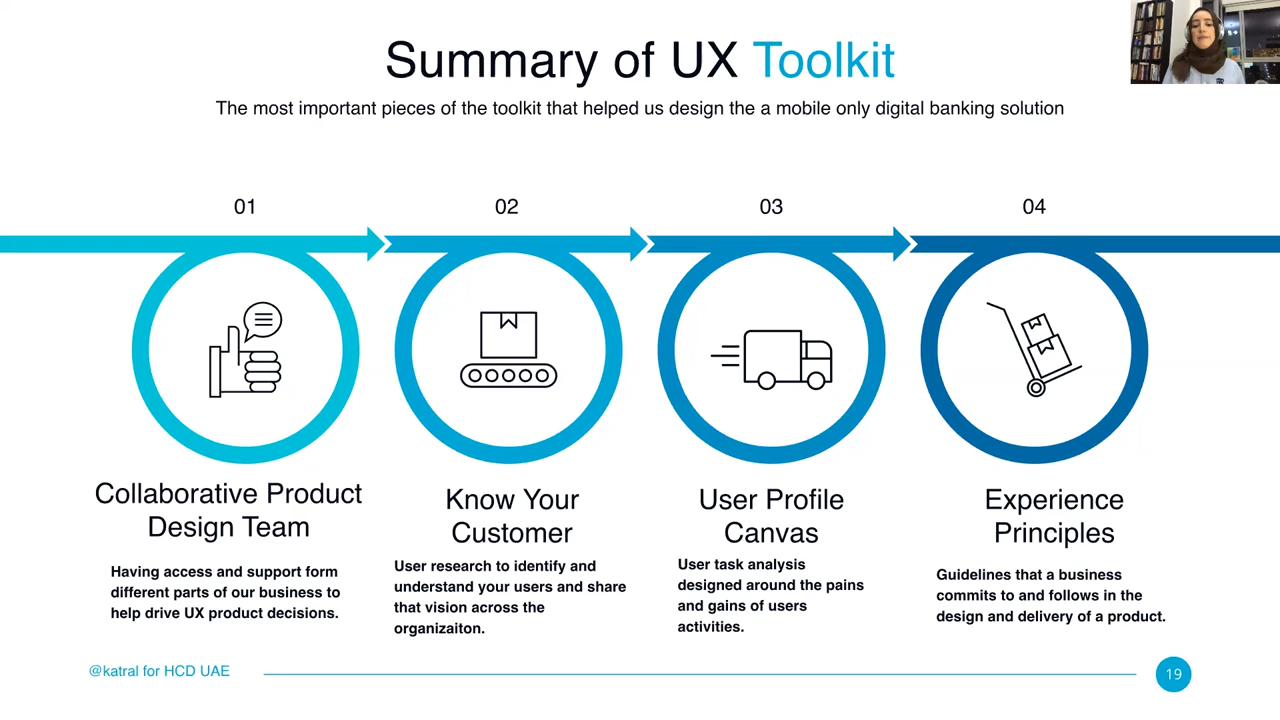 Summary of UX Toolkit
The most important pieces of the toolkit that helped us design the a mobile only digital banking solution
01
02
03
04
Collaborative Product
Design Team
Having access and support form
different parts of our business to
help drive UX product decisions.
Know Your
Customer
User research to identify and
understand your users and share
that vision across the
organizaiton.
User Profile
Canvas
User task analysis
designed around the pains
and gains of users
activities.
Experience
Principles
Guidelines that a business
commits to and follows in the
design and delivery of a product.
@katral for HCD UAE
19